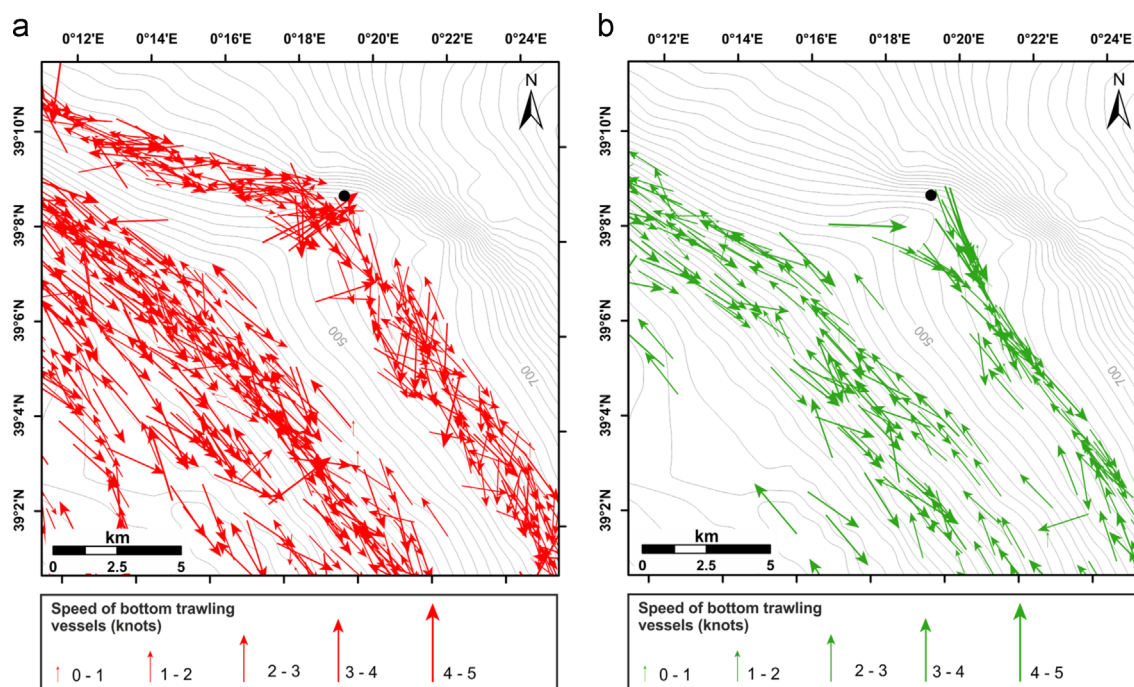 a
0°12'E 0°14'E 0°16'E 0°18'E 0°20'E 0°22'E 0°24'E
N
39°10'N
39°8'N
39°6'N
39°4'N
39°2'N
500
700
km
0 2.5 5
Speed of bottom trawling
vessels (knots)
0 - 1 1 - 2 2 - 3 3 - 4 4 - 5
b
0°12'E 0°14'E 0°16'E 0°18'E 0°20'E 0°22'E 0°24'E
N
39°10'N
39°8'N
39°6'N
39°4'N
39°2'N
500
700
km
0 2.5 5
Speed of bottom trawling
vessels (knots)
0 - 1 1 - 2 2 - 3 3 - 4 4 - 5